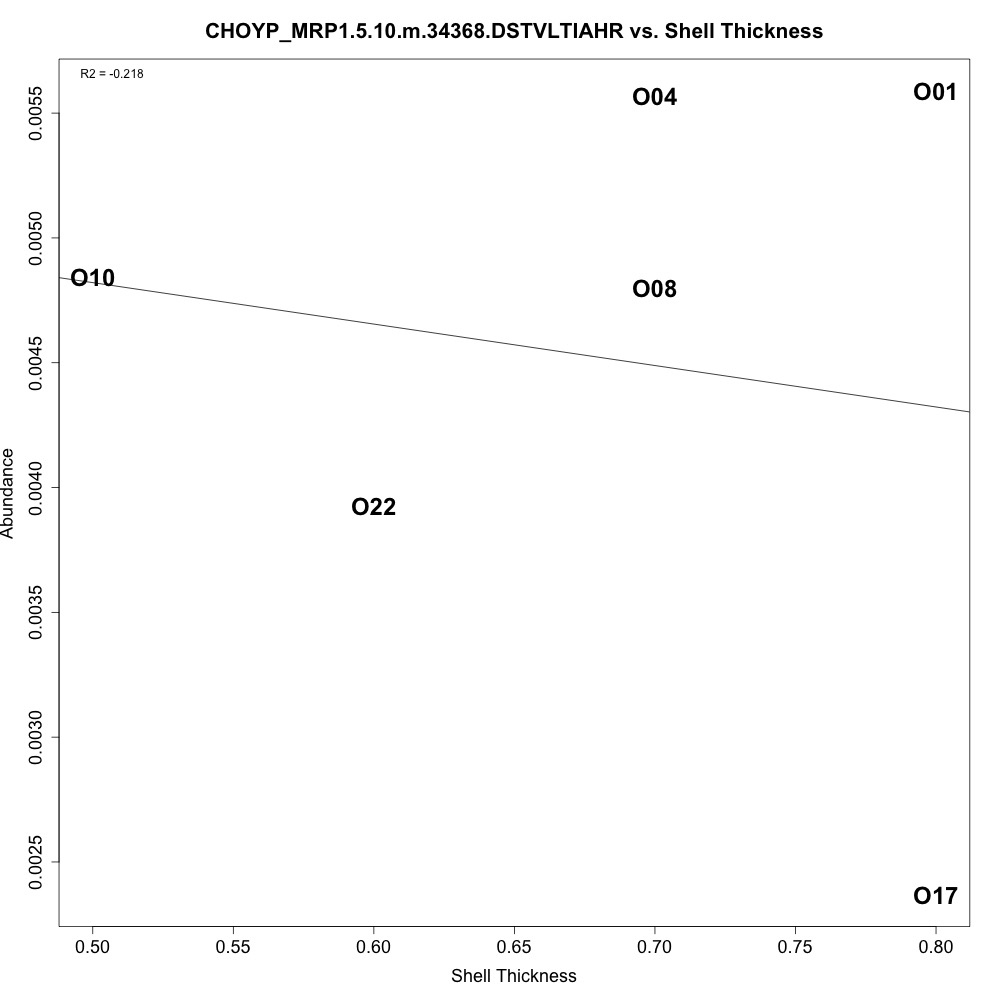 CHOYP_MRP1.5.10.m.34368.DSTVLTIAHR vs. Shell Thickness
R2 = -0.218
O04
O01
O10
O08
O22
O17
Abundance
0.0055
0.0050
0.0045
0.0040
0.0035
0.0030
0.0025
0.50 0.55 0.60 0.65 0.70 0.75 0.80
Shell Thickness